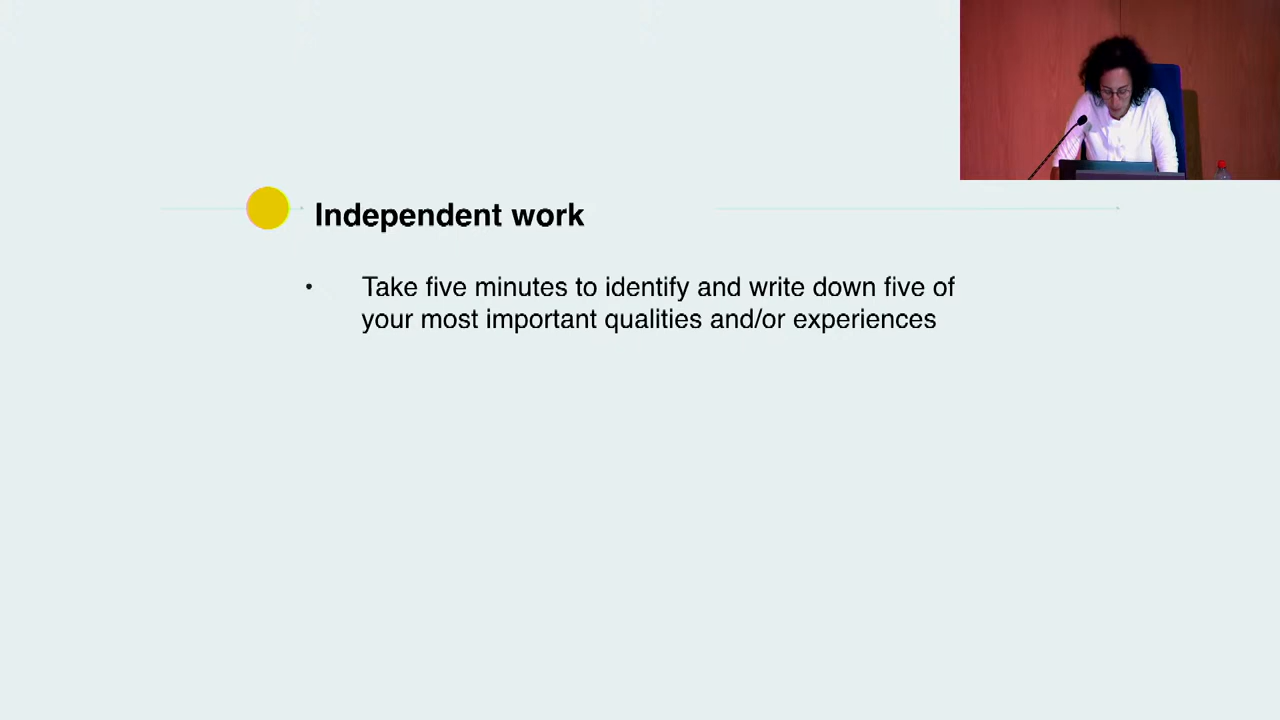 Independent work
• Take five minutes to identify and write down five of
your most important qualities and/or experiences